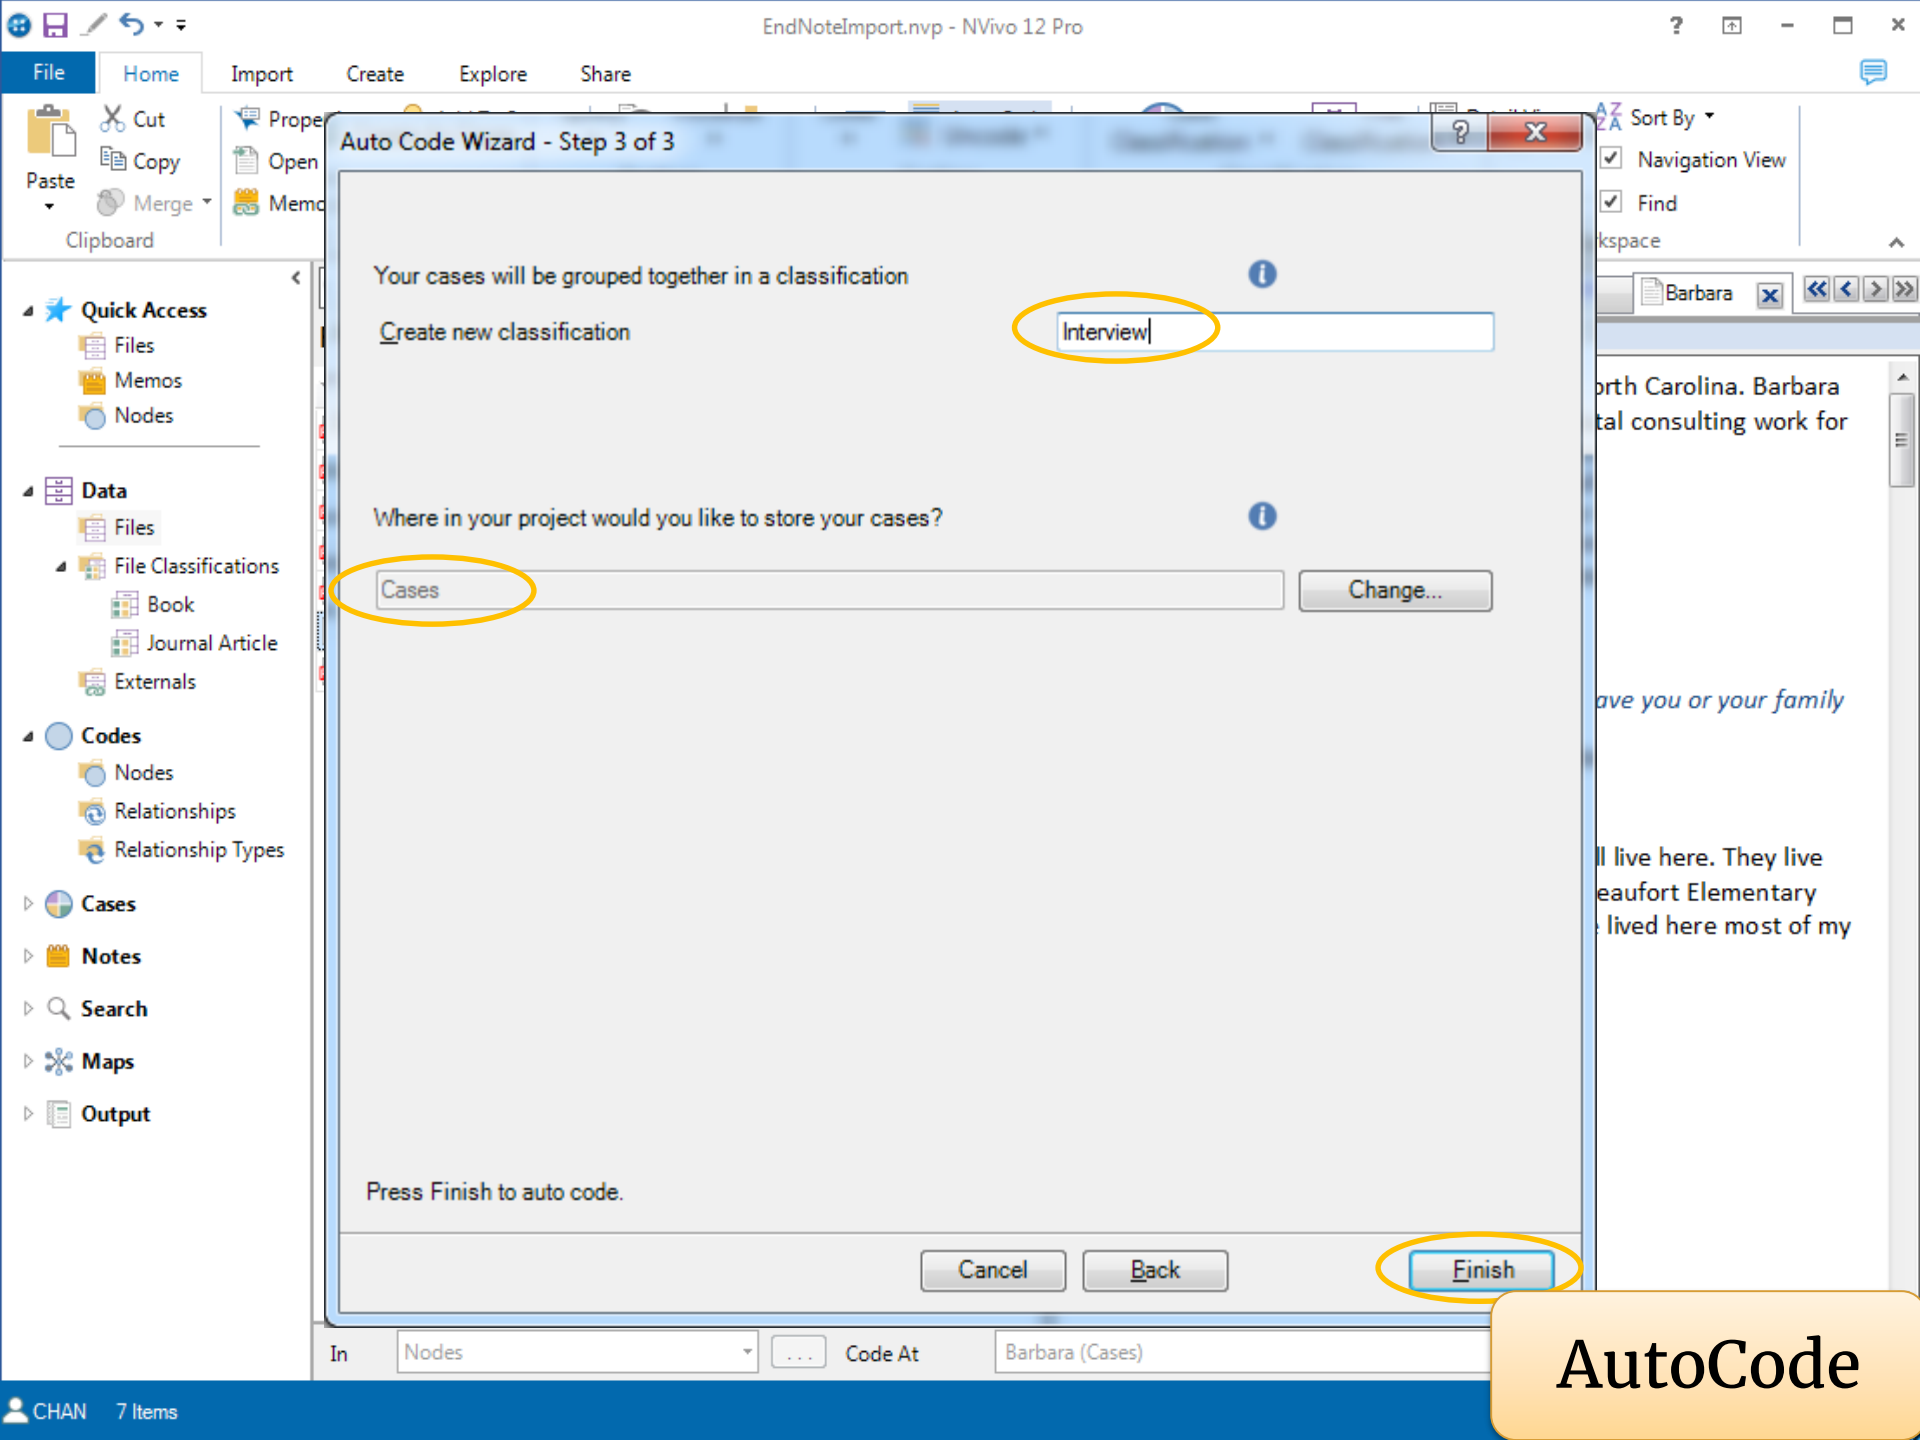 EndNoteImport.nvp - NVivo 12 Pro
File Home Import Create Explore Share
Cut
Copy
Paste
Merge
Clipboard
Open
Sort By
Navigation View
Find
Auto Code Wizard - Step 3 of 3
Your cases will be grouped together in a classification
Create new classification Interview
Where in your project would you like to store your cases?
Cases Change...
Press Finish to auto code.
Cancel Back Finish
Quick Access
Files
Memos
Nodes
Data
Files
File Classifications
Book
Journal Article
Externals
Codes
Nodes
Relationships
Relationship Types
Cases
Notes
Search
Maps
Output
Barbara
Carolina. Barbara
consulting work for
you or your family
live here. They live
Elementary
lived here most of my
In Nodes ... Code At Barbara (Cases)
AutoCode
CHAN 7 Items